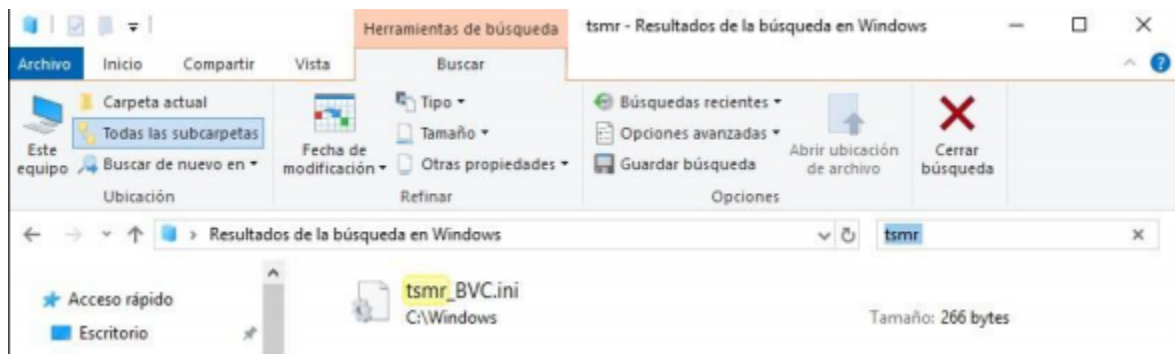 Herramientas de búsqueda tsmr - Resultados de la búsqueda en Windows
Archivo Inicio Compartir Vista Buscar
Este equipo
Carpeta actual
Todas las subcarpetas
Buscar de nuevo en
Ubicación
Fecha de modificación
Tipo
Tamaño
Otras propiedades
Refinar
Búsquedas recientes
Opciones avanzadas
Guardar búsqueda
Abrir ubicación de archivo
Opciones
Cerrar búsqueda
Resultados de la búsqueda en Windows tsmr
Acceso rápido
Escritorio
tsmr_BVC.ini
C:\Windows
Tamaño: 266 bytes